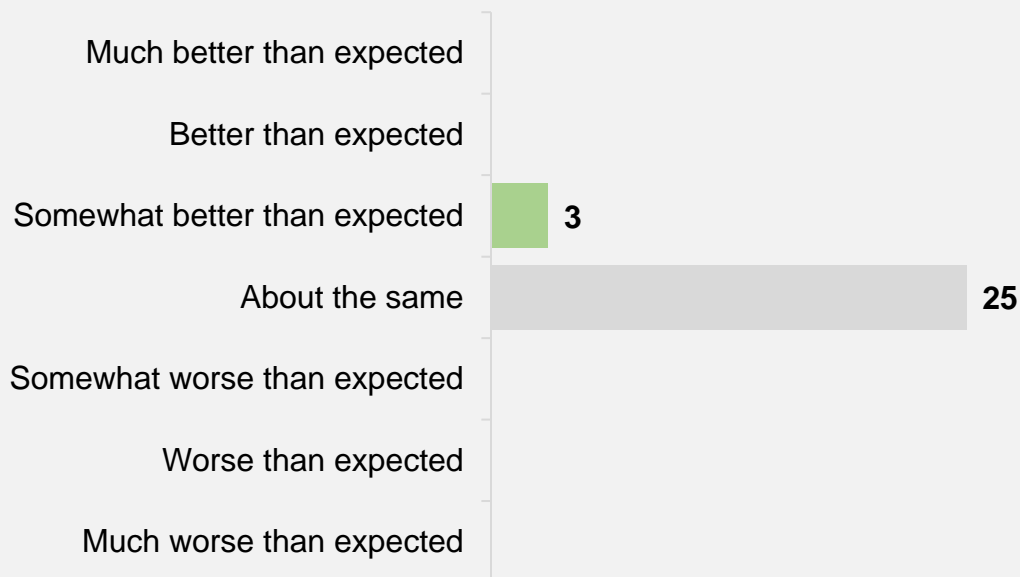 Much better than expected
Better than expected
Somewhat better than expected 3
About the same 25
Somewhat worse than expected
Worse than expected
Much worse than expected